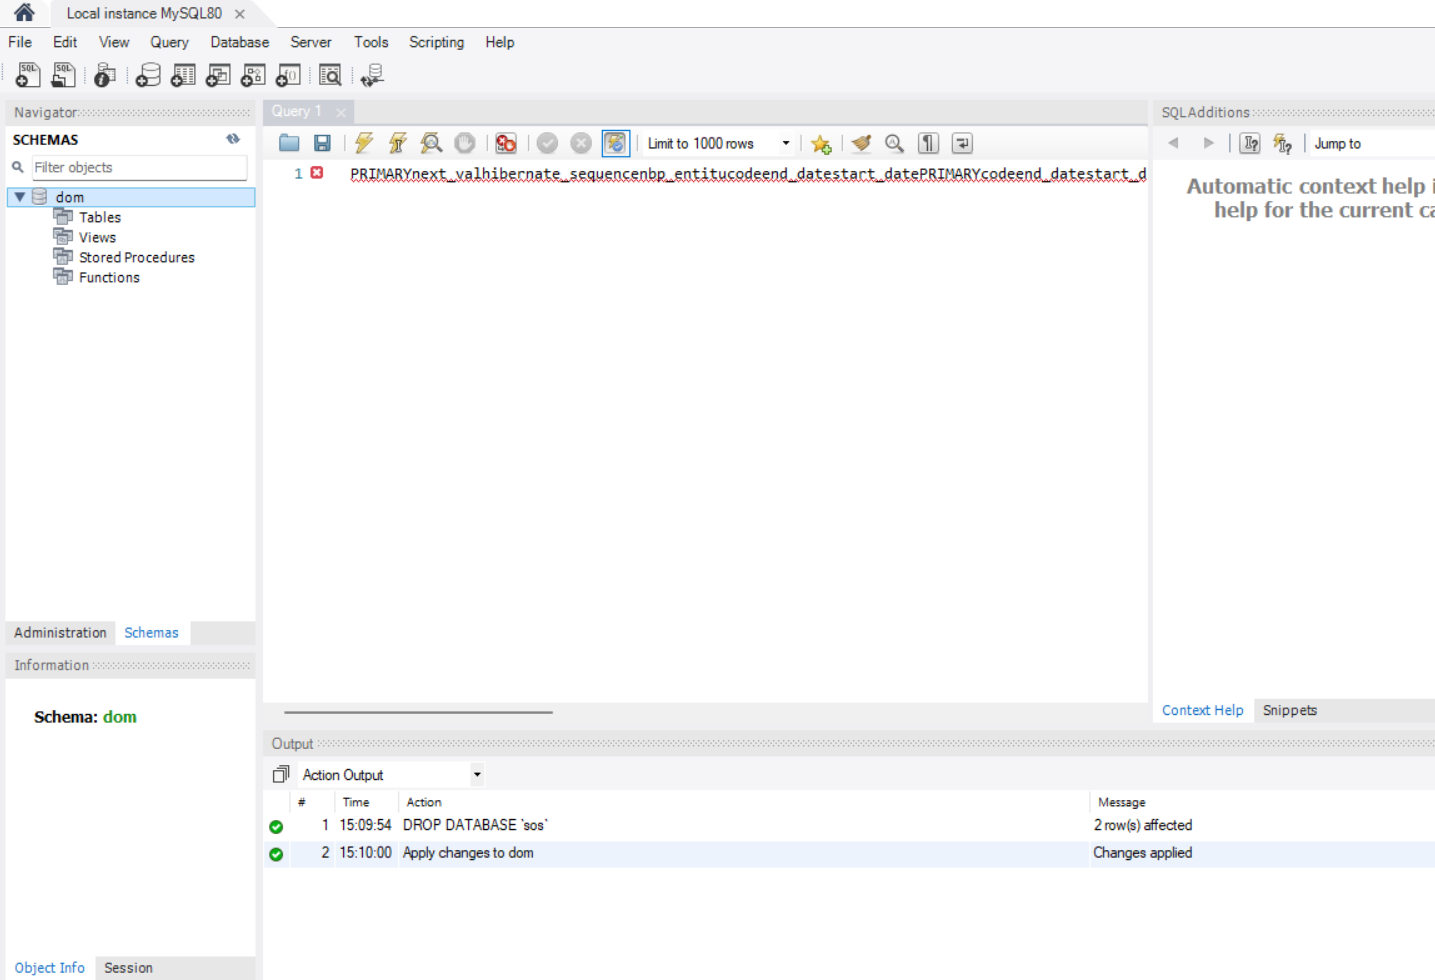 Local instance MySQL80
File Edit View Query Database Server Tools Scripting Help
SQL SQL
Navigator
SCHEMAS
Filter objects
dom
Tables
Views
Stored Procedures
Functions
Administration Schemas
Information
Schema: dom
Object Info Session
Query 1
Limit to 1000 rows
1 PRIMARYnext_valhibernate_sequencenbp_entitucodeend_datestart_datePRIMARYcodeend_datestart_d
SQLAdditions
Jump to
Automatic context help i
help for the current ca
Context Help Snippets
Output
Action Output
# Time Action Message
1 15:09:54 DROP DATABASE `sos` 2 row(s) affected
2 15:10:00 Apply changes to dom Changes applied